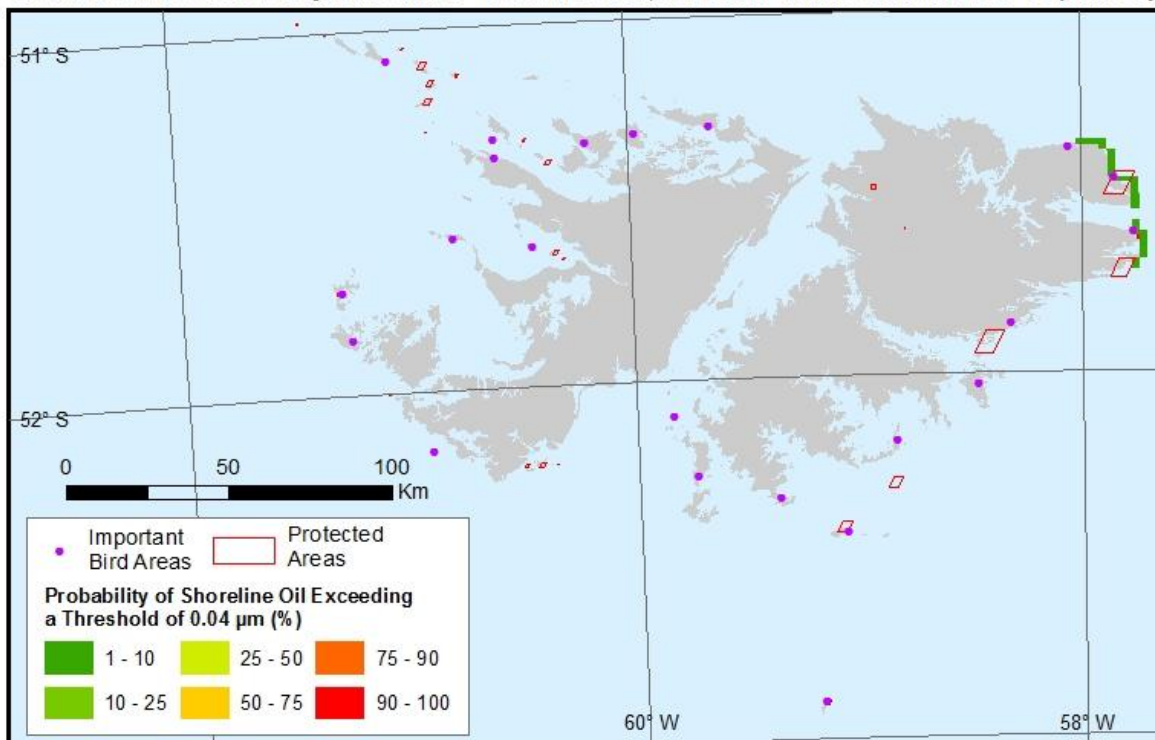 51° S
52° S
0 50 100
Km
Important
Bird Areas
Protected
Areas
Probability of Shoreline Oil Exceeding
a Threshold of 0.04 µm (%)
1 - 10 25 - 50 75 - 90
10 - 25 50 - 75 90 - 100
60° W 58° W